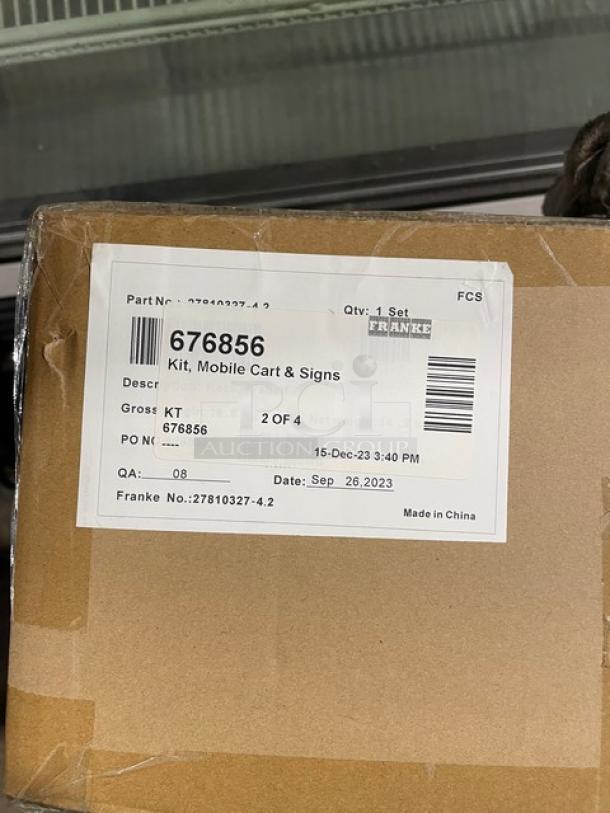 FCS
Part No.: 27810327-4.2
Qty: 1 Set
FRANKE
676856
Kit, Mobile Cart & Signs
Descr
Gross
KT
2 OF 4
676856
PO NO
----
15-Dec-23 3:40 PM
QA: 08
Date: Sep 26,2023
Franke No.:27810327-4.2
Made in China
pci
AUCTION GROUP